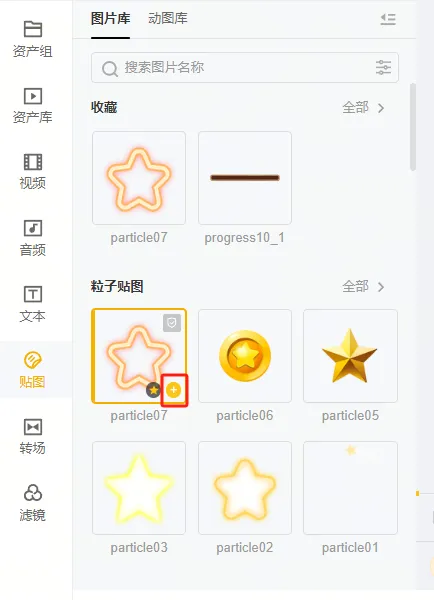 图片库
动图库
搜索图片名称
收藏
全部
particle07
progress10_1
粒子贴图
全部
particle07
particle06
particle05
particle03
particle02
particle01
资产组
资产库
视频
音频
文本
贴图
转场
滤镜